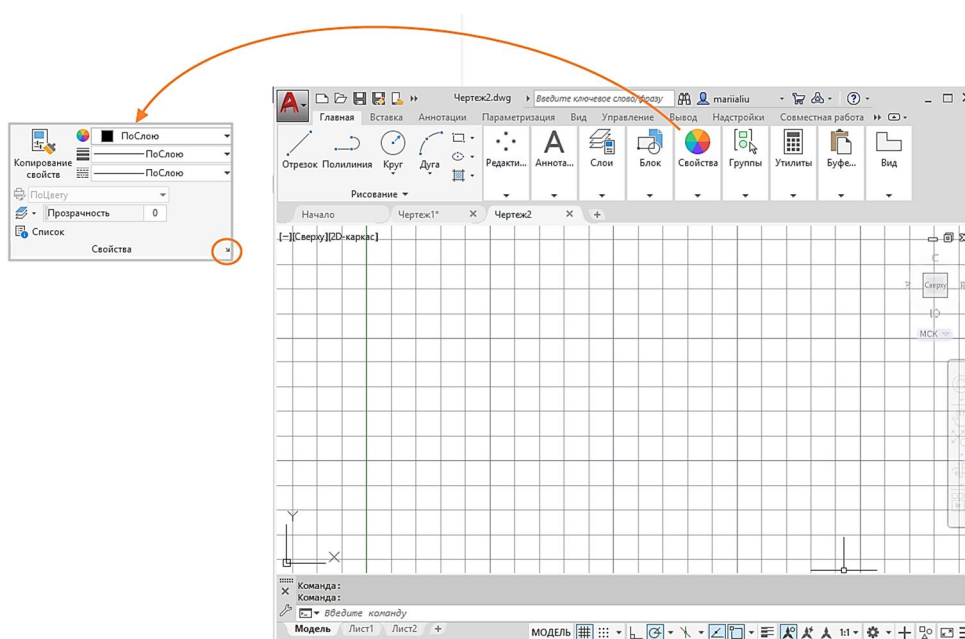 Чертеж2.dwg
Введите ключевое слово/фразу
mariialiu
Главная Вставка Аннотации Параметризация Вид Управление Вывод Надстройки Совместная работа
Отрезок Полилиния Круг Дуга Редакти... Аннота... Слои Блок Свойства Группы Утилиты Буфе... Вид
Рисование
Начало Чертеж1* Чертеж2
[−][Сверху][2D-каркас]
ПоСлою
ПоСлою
Копирование свойств
ПоСлою
ПоЦвету
Прозрачность 0
Список
Свойства
С
Сверху
Ю
МСК
Y
X
Команда:
Команда:
Введите команду
Модель Лист1 Лист2 +
МОДЕЛЬ 1:1